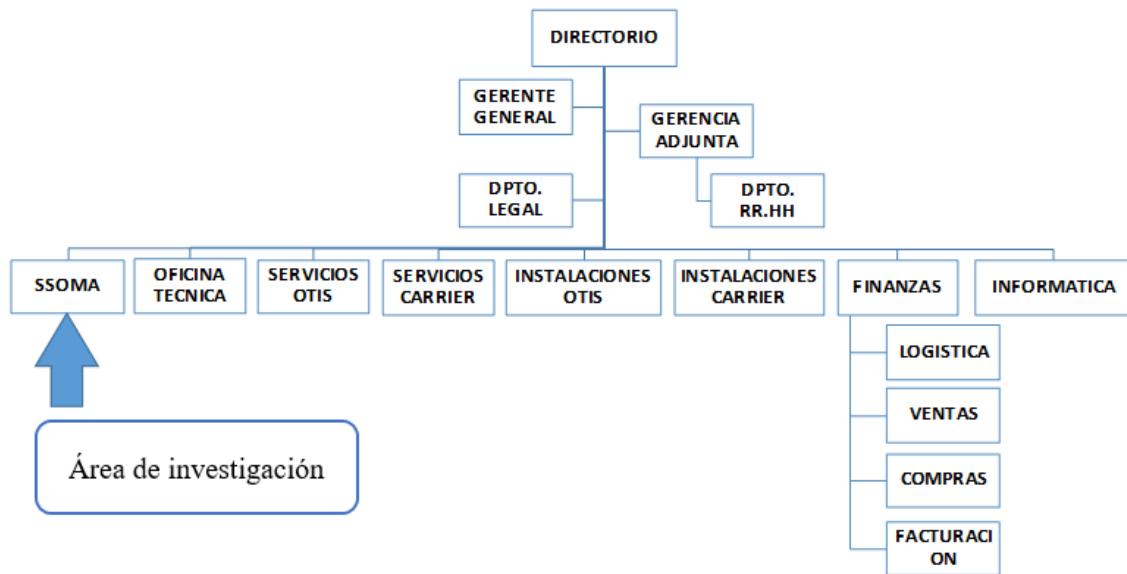 DIRECTORIO
GERENTE
GENERAL
GERENCIA
ADJUNTA
DPTO.
LEGAL
DPTO.
RR.HH
SSOMA
OFICINA
TECNICA
SERVICIOS
OTIS
SERVICIOS
CARRIER
INSTALACIONES
OTIS
INSTALACIONES
CARRIER
FINANZAS
INFORMATICA
LOGISTICA
VENTAS
COMPRAS
FACTURACI
ON
Área de investigación